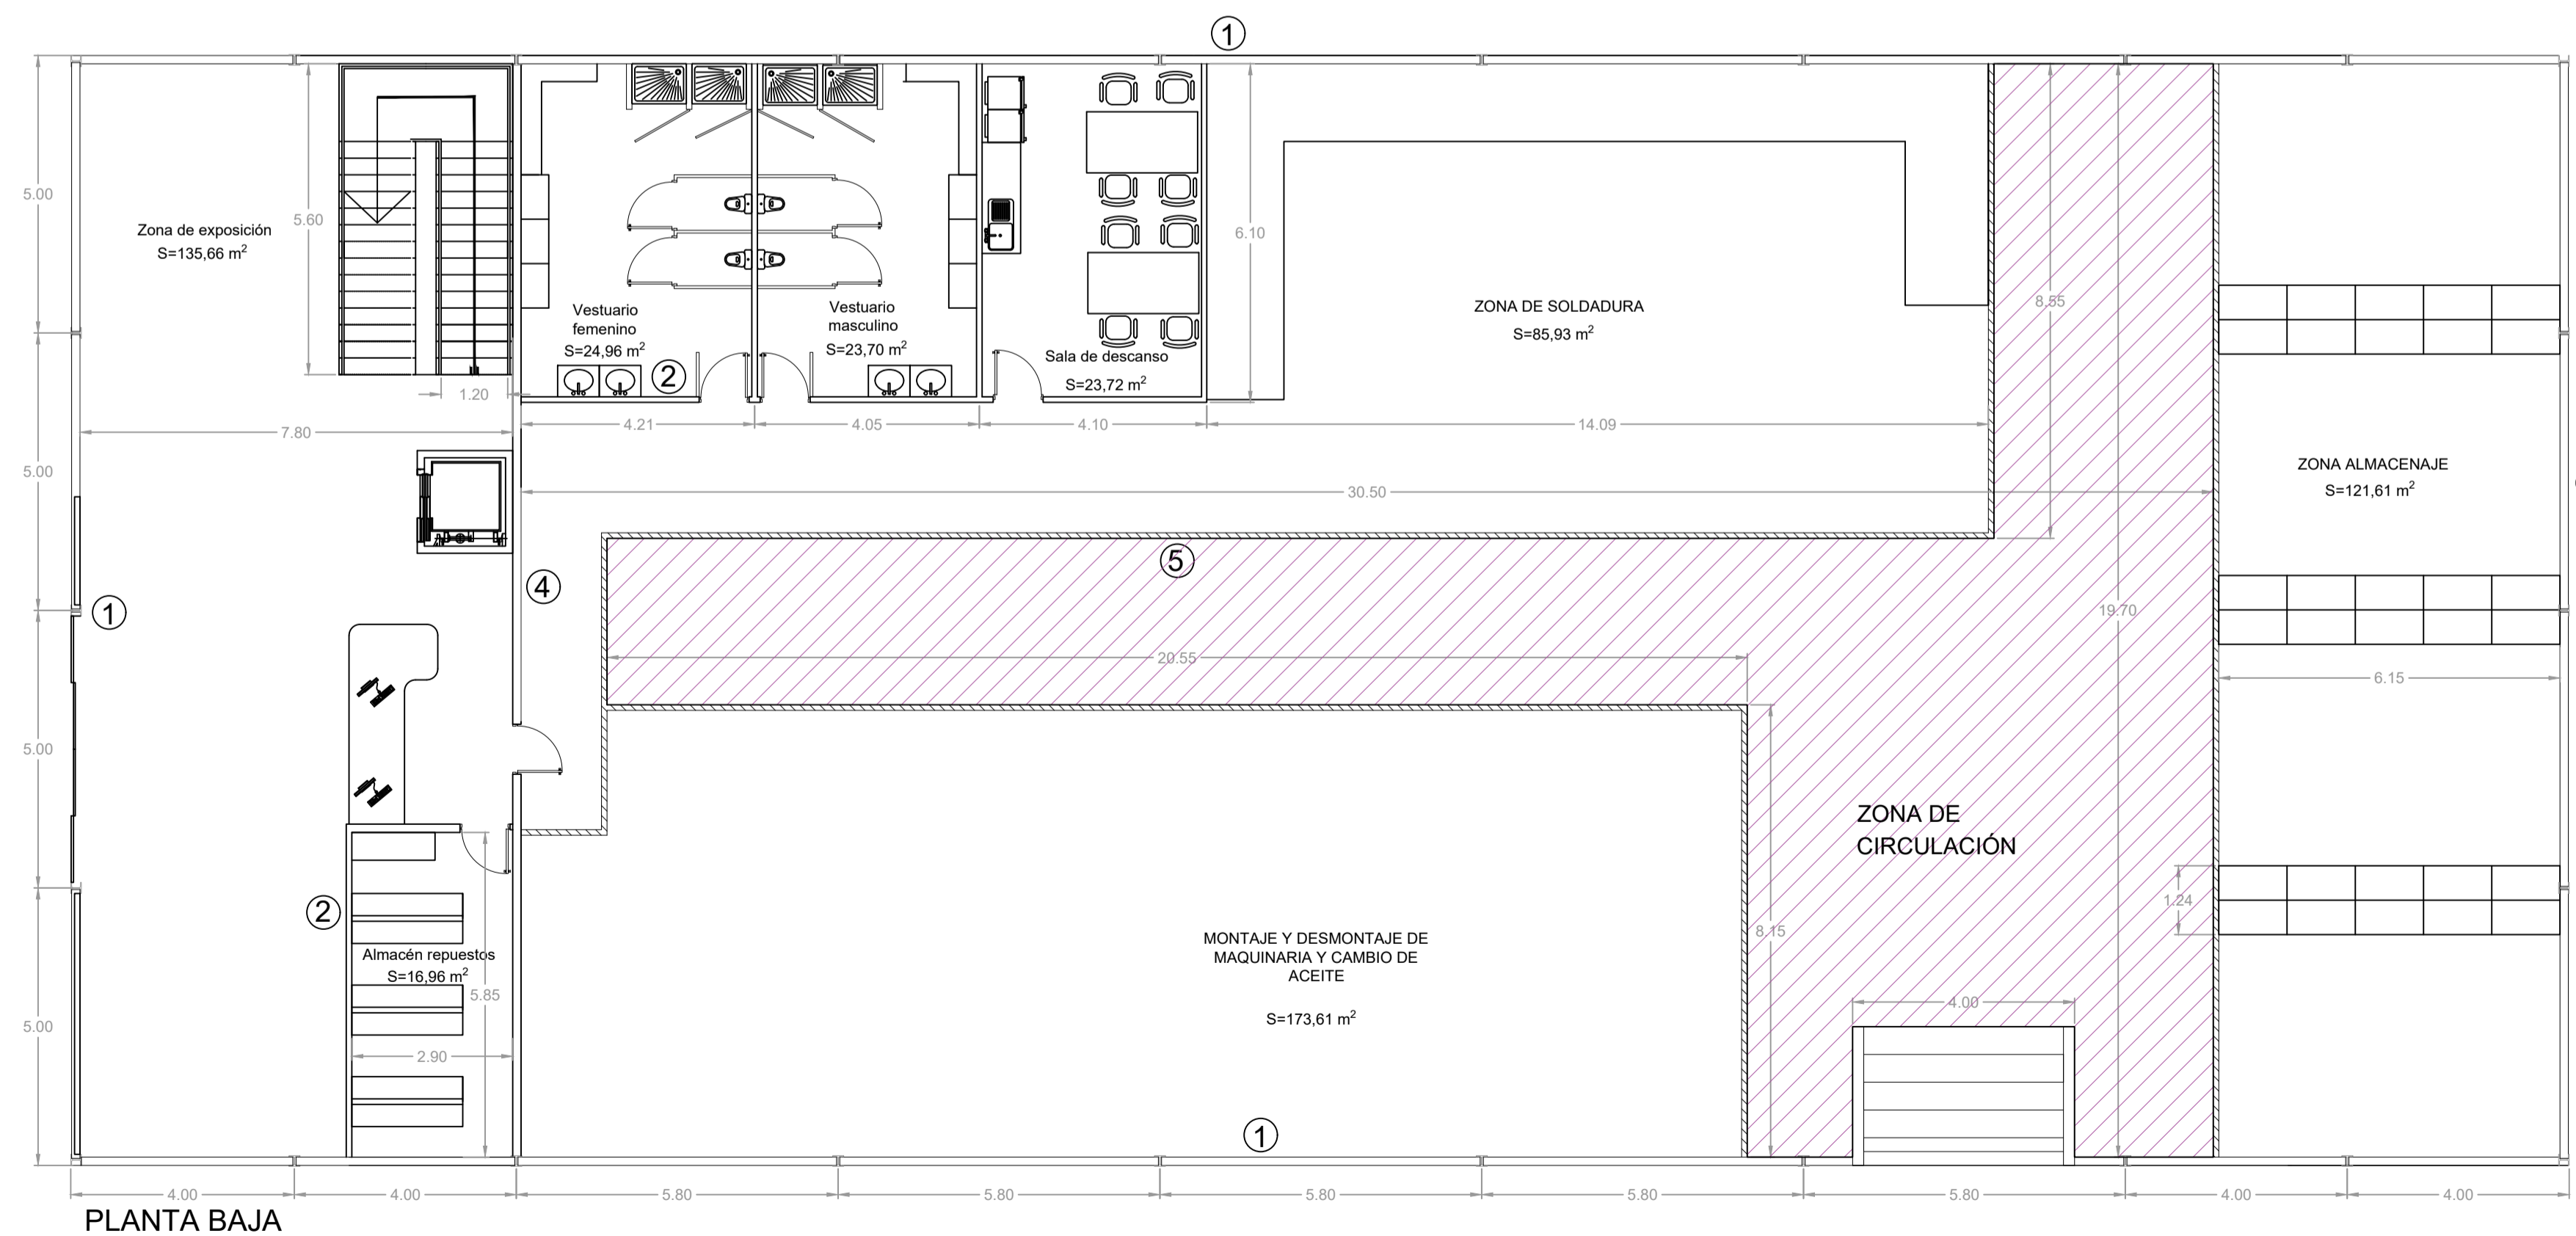 1
5.00
5.60
Zona de exposición
S=135,66 m²
6.10
8.55
ZONA DE SOLDADURA
S=85,93 m²
Vestuario
femenino
S=24,96 m²
Vestuario
masculino
S=23,70 m²
2
Sala de descanso
S=23,72 m²
1.20
7.80
4.21
4.05
4.10
14.09
5.00
30.50
ZONA ALMACENAJE
S=121,61 m²
5
4
1
19.70
20.55
6.15
5.00
ZONA DE
CIRCULACIÓN
2
1.24
8.15
MONTAJE Y DESMONTAJE DE
MAQUINARIA Y CAMBIO DE
ACEITE
S=173,61 m²
Almacén repuestos
S=16,96 m²
5.85
4.00
5.00
2.90
1
4.00
4.00
5.80
5.80
5.80
5.80
5.80
4.00
4.00
PLANTA BAJA